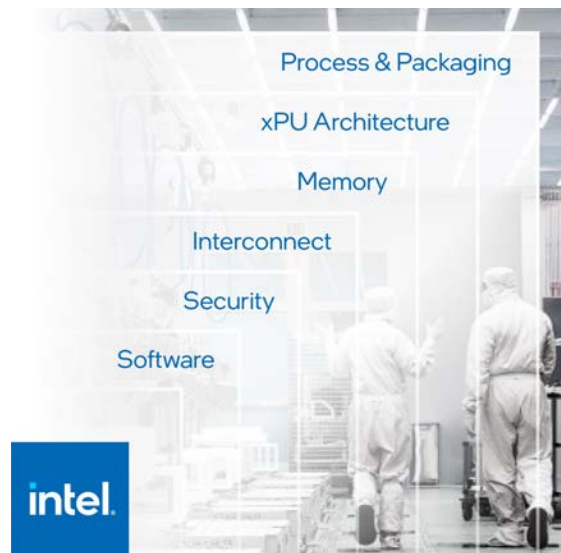 Process & Packaging
xPU Architecture
Memory
Interconnect
Security
Software
intel.